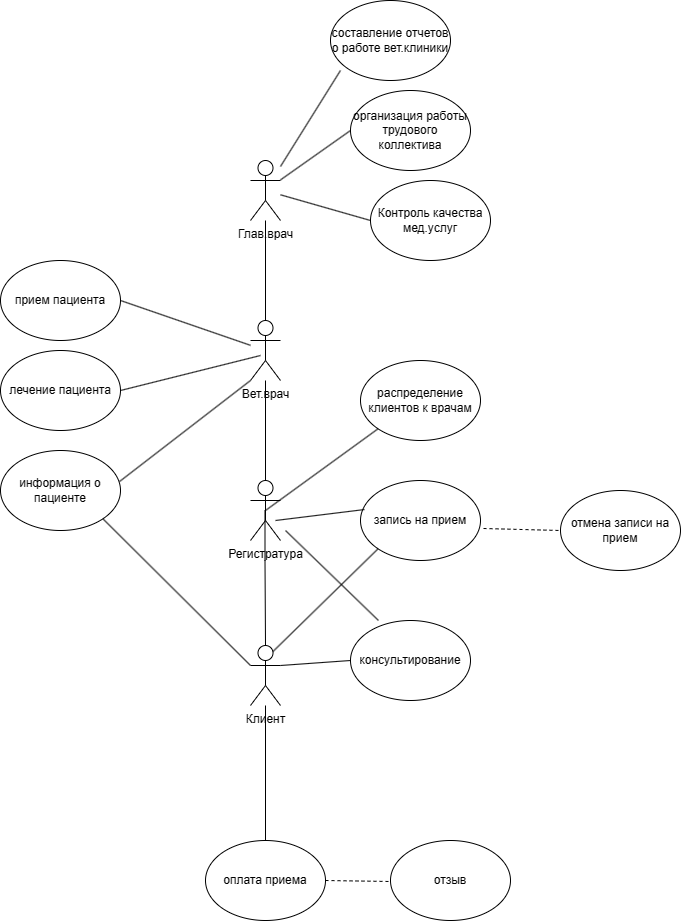 составление отчетов
о работе вет.клиники
организация работы
трудового
коллектива
Контроль качества
мед.услуг
Глав.врач
прием пациента
Вет.врач
лечение пациента
распределение
клиентов к врачам
информация о
пациенте
запись на прием
отмена записи на
прием
Регистратура
консультирование
Клиент
оплата приема
отзыв